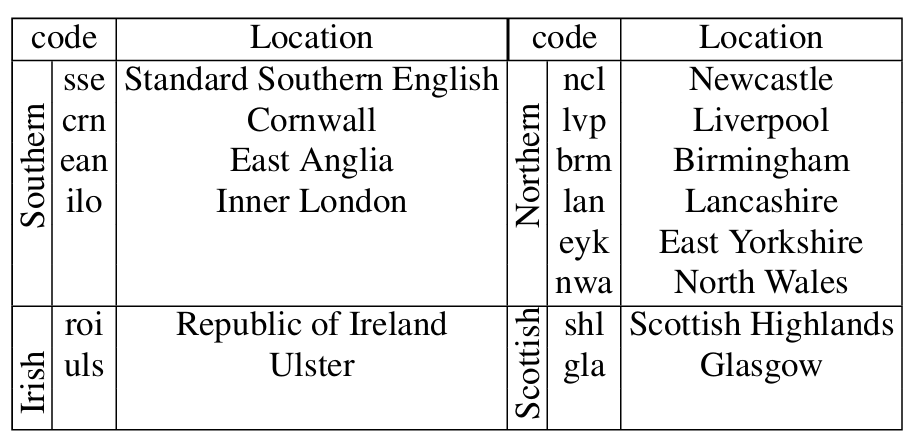 code Location code Location
Southern sse Standard Southern English Northern ncl Newcastle
crn Cornwall lvp Liverpool
ean East Anglia brm Birmingham
ilo Inner London lan Lancashire
eyk East Yorkshire
nwa North Wales
Irish roi Republic of Ireland Scottish shl Scottish Highlands
uls Ulster gla Glasgow